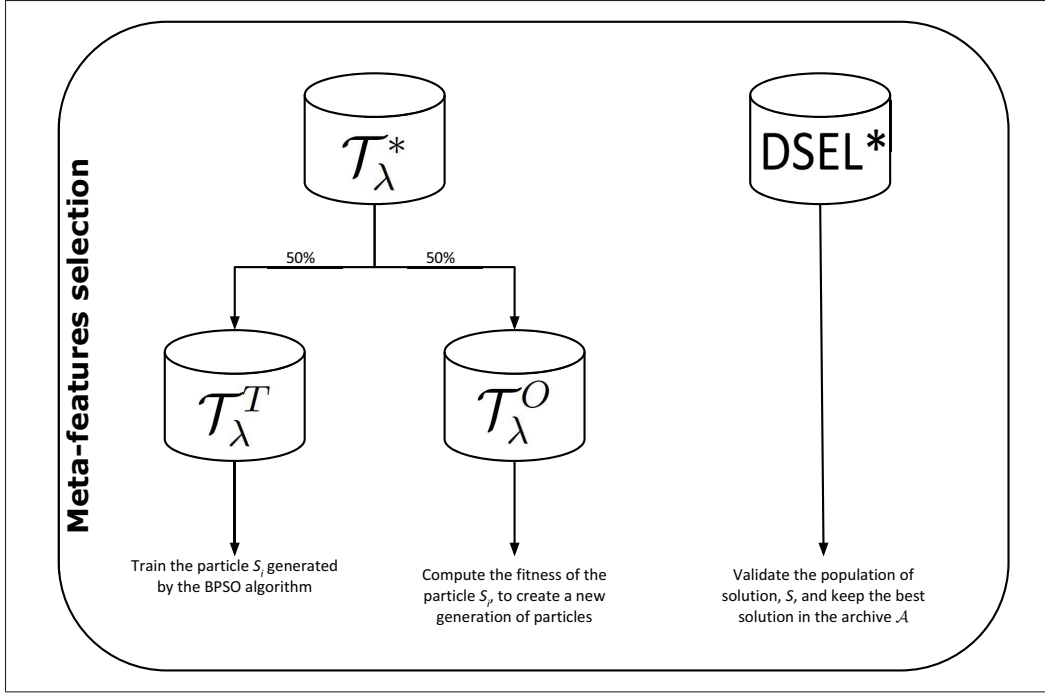 Meta-features selection
𝒯*λ
DSEL*
50%
50%
𝒯ᵀλ
𝒯ᴼλ
Train the particle Si generated
by the BPSO algorithm
Compute the fitness of the
particle Si, to create a new
generation of particles
Validate the population of
solution, S, and keep the best
solution in the archive 𝒜